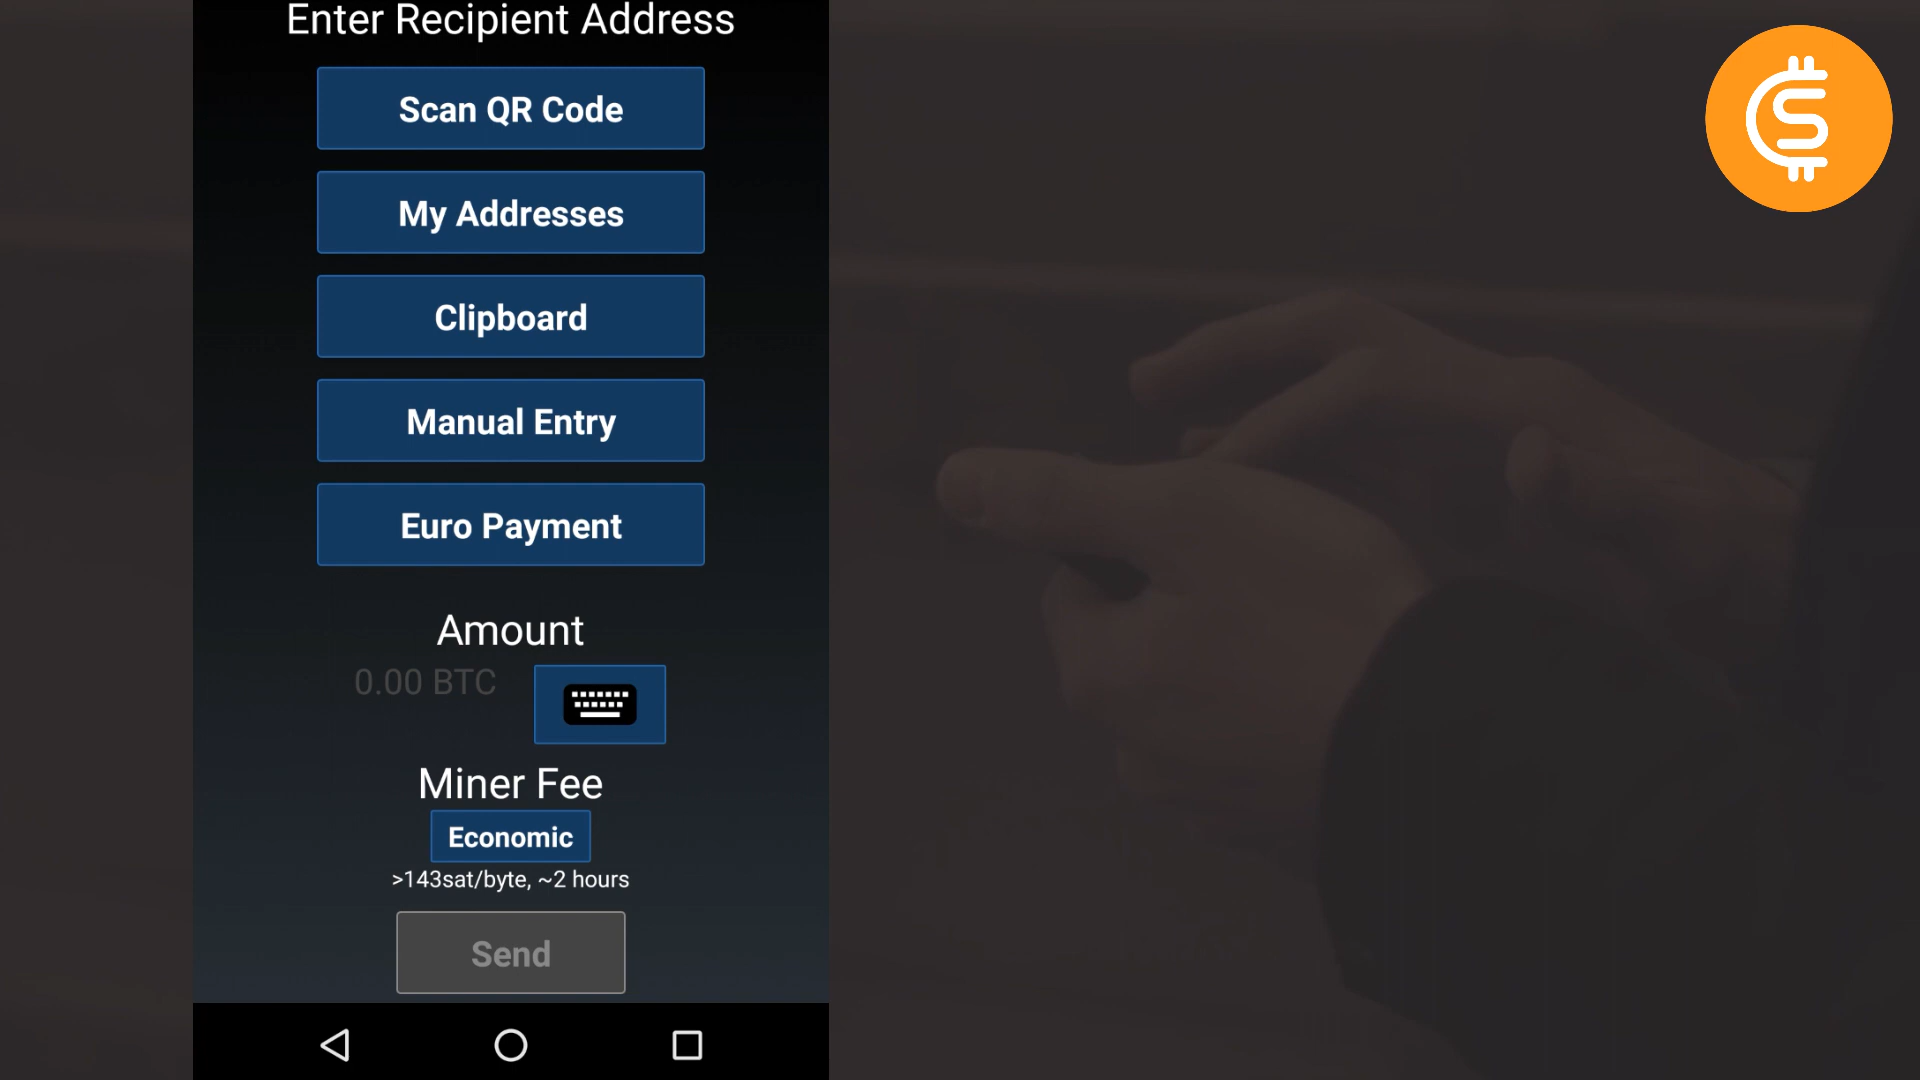 Enter Recipient Address
Scan QR Code
My Addresses
Clipboard
Manual Entry
Euro Payment
Amount
0.00 BTC
Miner Fee
Economic
>143sat/byte, ~2 hours
Send